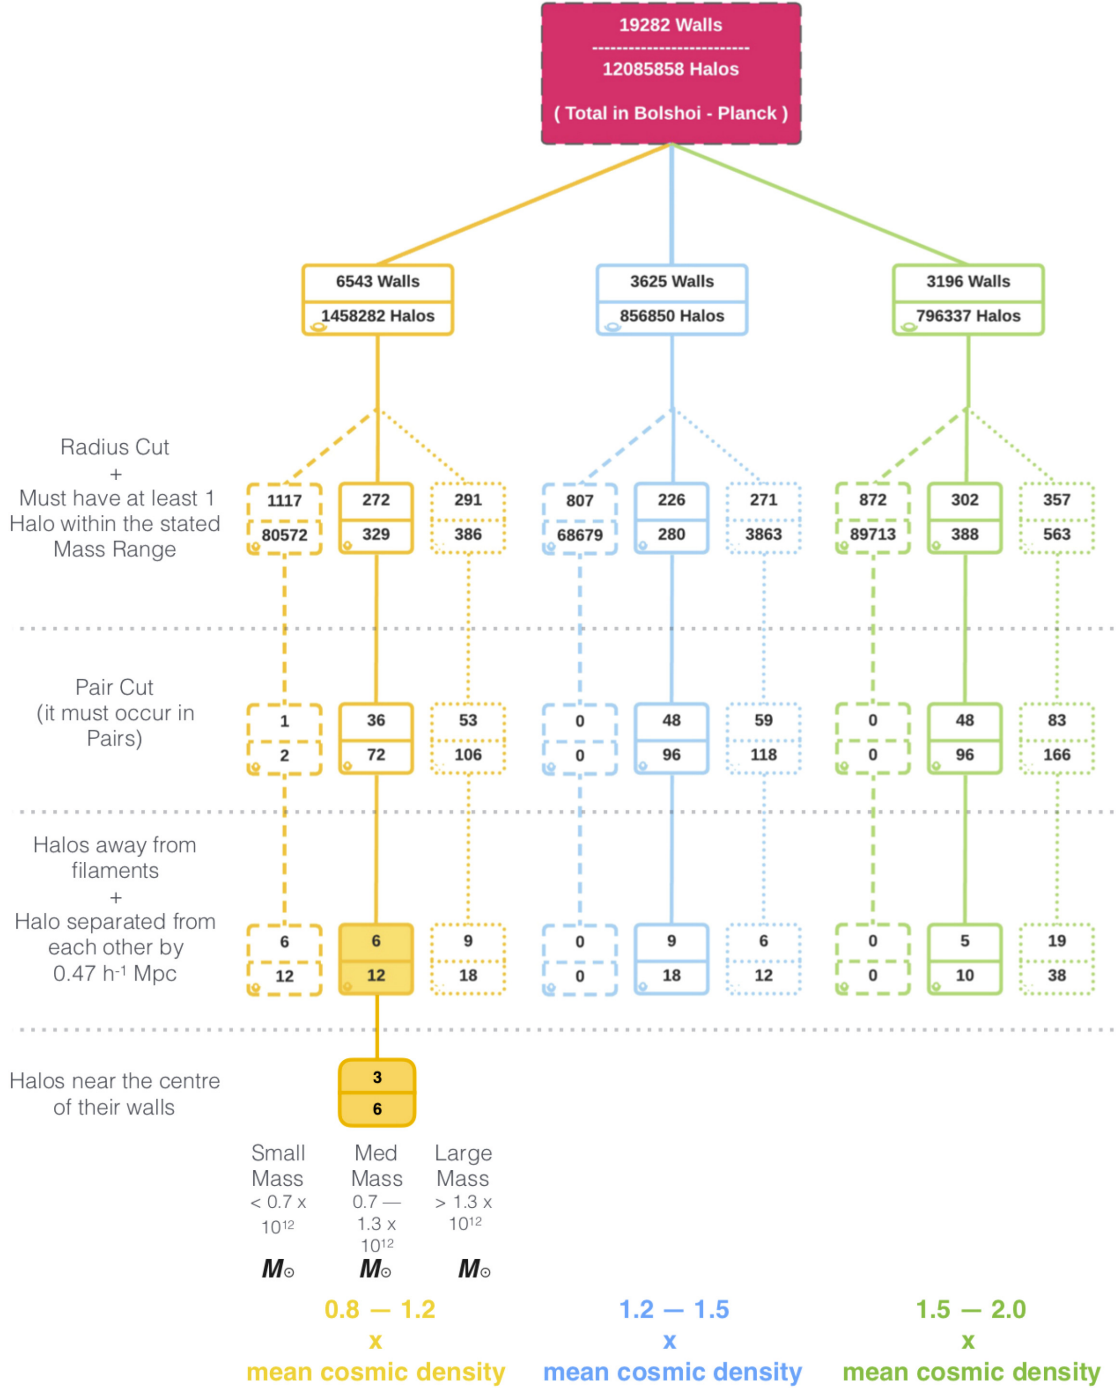 19282 Walls
--------------------------
12085858 Halos
( Total in Bolshoi - Planck )
6543 Walls
1458282 Halos
3625 Walls
856850 Halos
3196 Walls
796337 Halos
Radius Cut
+
Must have at least 1
Halo within the stated
Mass Range
1117
80572
272
329
291
386
807
68679
226
280
271
3863
872
89713
302
388
357
563
Pair Cut
(it must occur in
Pairs)
1
2
36
72
53
106
0
0
48
96
59
118
0
0
48
96
83
166
Halos away from
filaments
+
Halo separated from
each other by
0.47 h⁻¹ Mpc
6
12
6
12
9
18
0
0
9
18
6
12
0
0
5
10
19
38
Halos near the centre
of their walls
3
6
Small
Mass
< 0.7 x
10¹²
M⊙
Med
Mass
0.7 —
1.3 x
10¹²
M⊙
Large
Mass
> 1.3 x
10¹²
M⊙
0.8 — 1.2
x
mean cosmic density
1.2 — 1.5
x
mean cosmic density
1.5 — 2.0
x
mean cosmic density